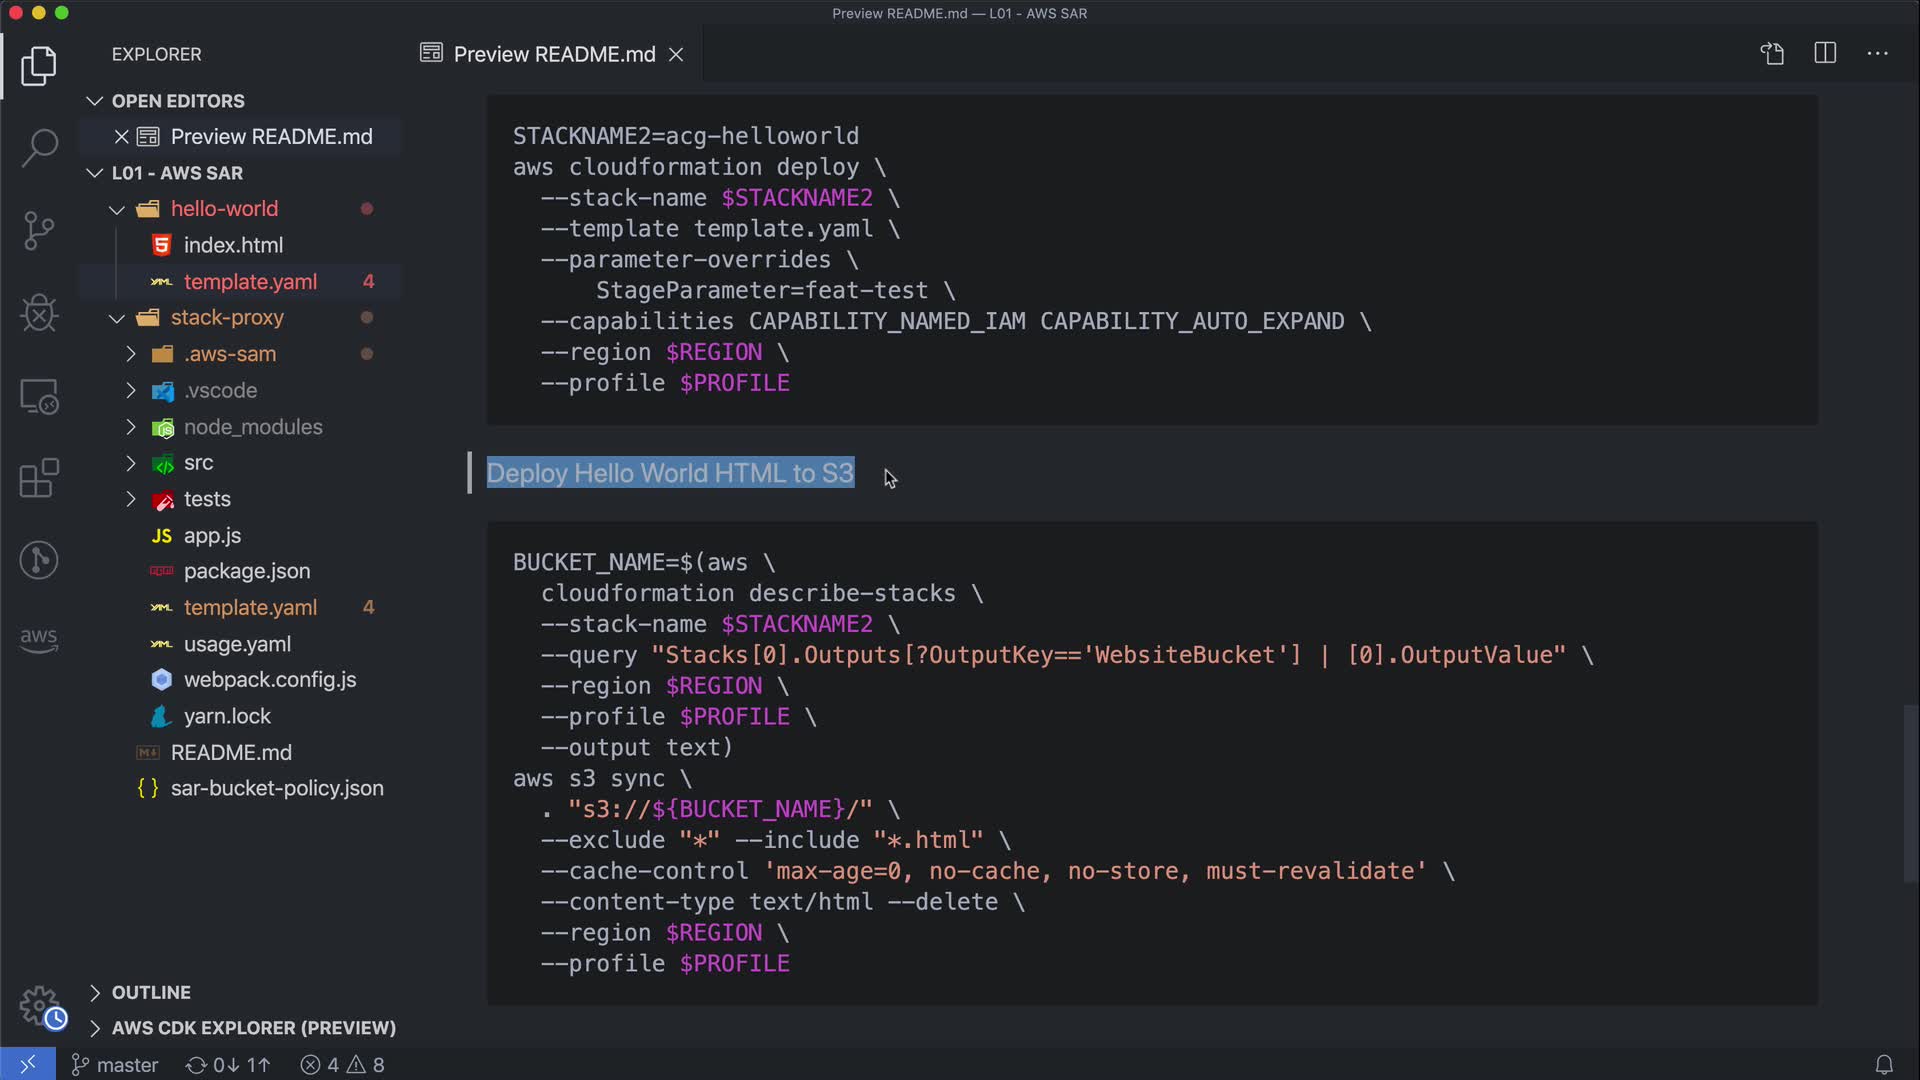 Preview README.md — L01 - AWS SAR
EXPLORER
Preview README.md
OPEN EDITORS
Preview README.md
L01 - AWS SAR
hello-world
index.html
template.yaml 4
stack-proxy
.aws-sam
.vscode
node_modules
src
tests
JS app.js
package.json
template.yaml 4
usage.yaml
webpack.config.js
yarn.lock
README.md
{ } sar-bucket-policy.json
OUTLINE
AWS CDK EXPLORER (PREVIEW)
aws
STACKNAME2=acg-helloworld
aws cloudformation deploy \
--stack-name $STACKNAME2 \
--template template.yaml \
--parameter-overrides \
StageParameter=feat-test \
--capabilities CAPABILITY_NAMED_IAM CAPABILITY_AUTO_EXPAND \
--region $REGION \
--profile $PROFILE
Deploy Hello World HTML to S3
BUCKET_NAME=$(aws \
cloudformation describe-stacks \
--stack-name $STACKNAME2 \
--query "Stacks[0].Outputs[?OutputKey=='WebsiteBucket'] | [0].OutputValue" \
--region $REGION \
--profile $PROFILE \
--output text)
aws s3 sync \
. "s3://${BUCKET_NAME}/" \
--exclude "*" --include "*.html" \
--cache-control 'max-age=0, no-cache, no-store, must-revalidate' \
--content-type text/html --delete \
--region $REGION \
--profile $PROFILE
master 0↓ 1↑ 4 8